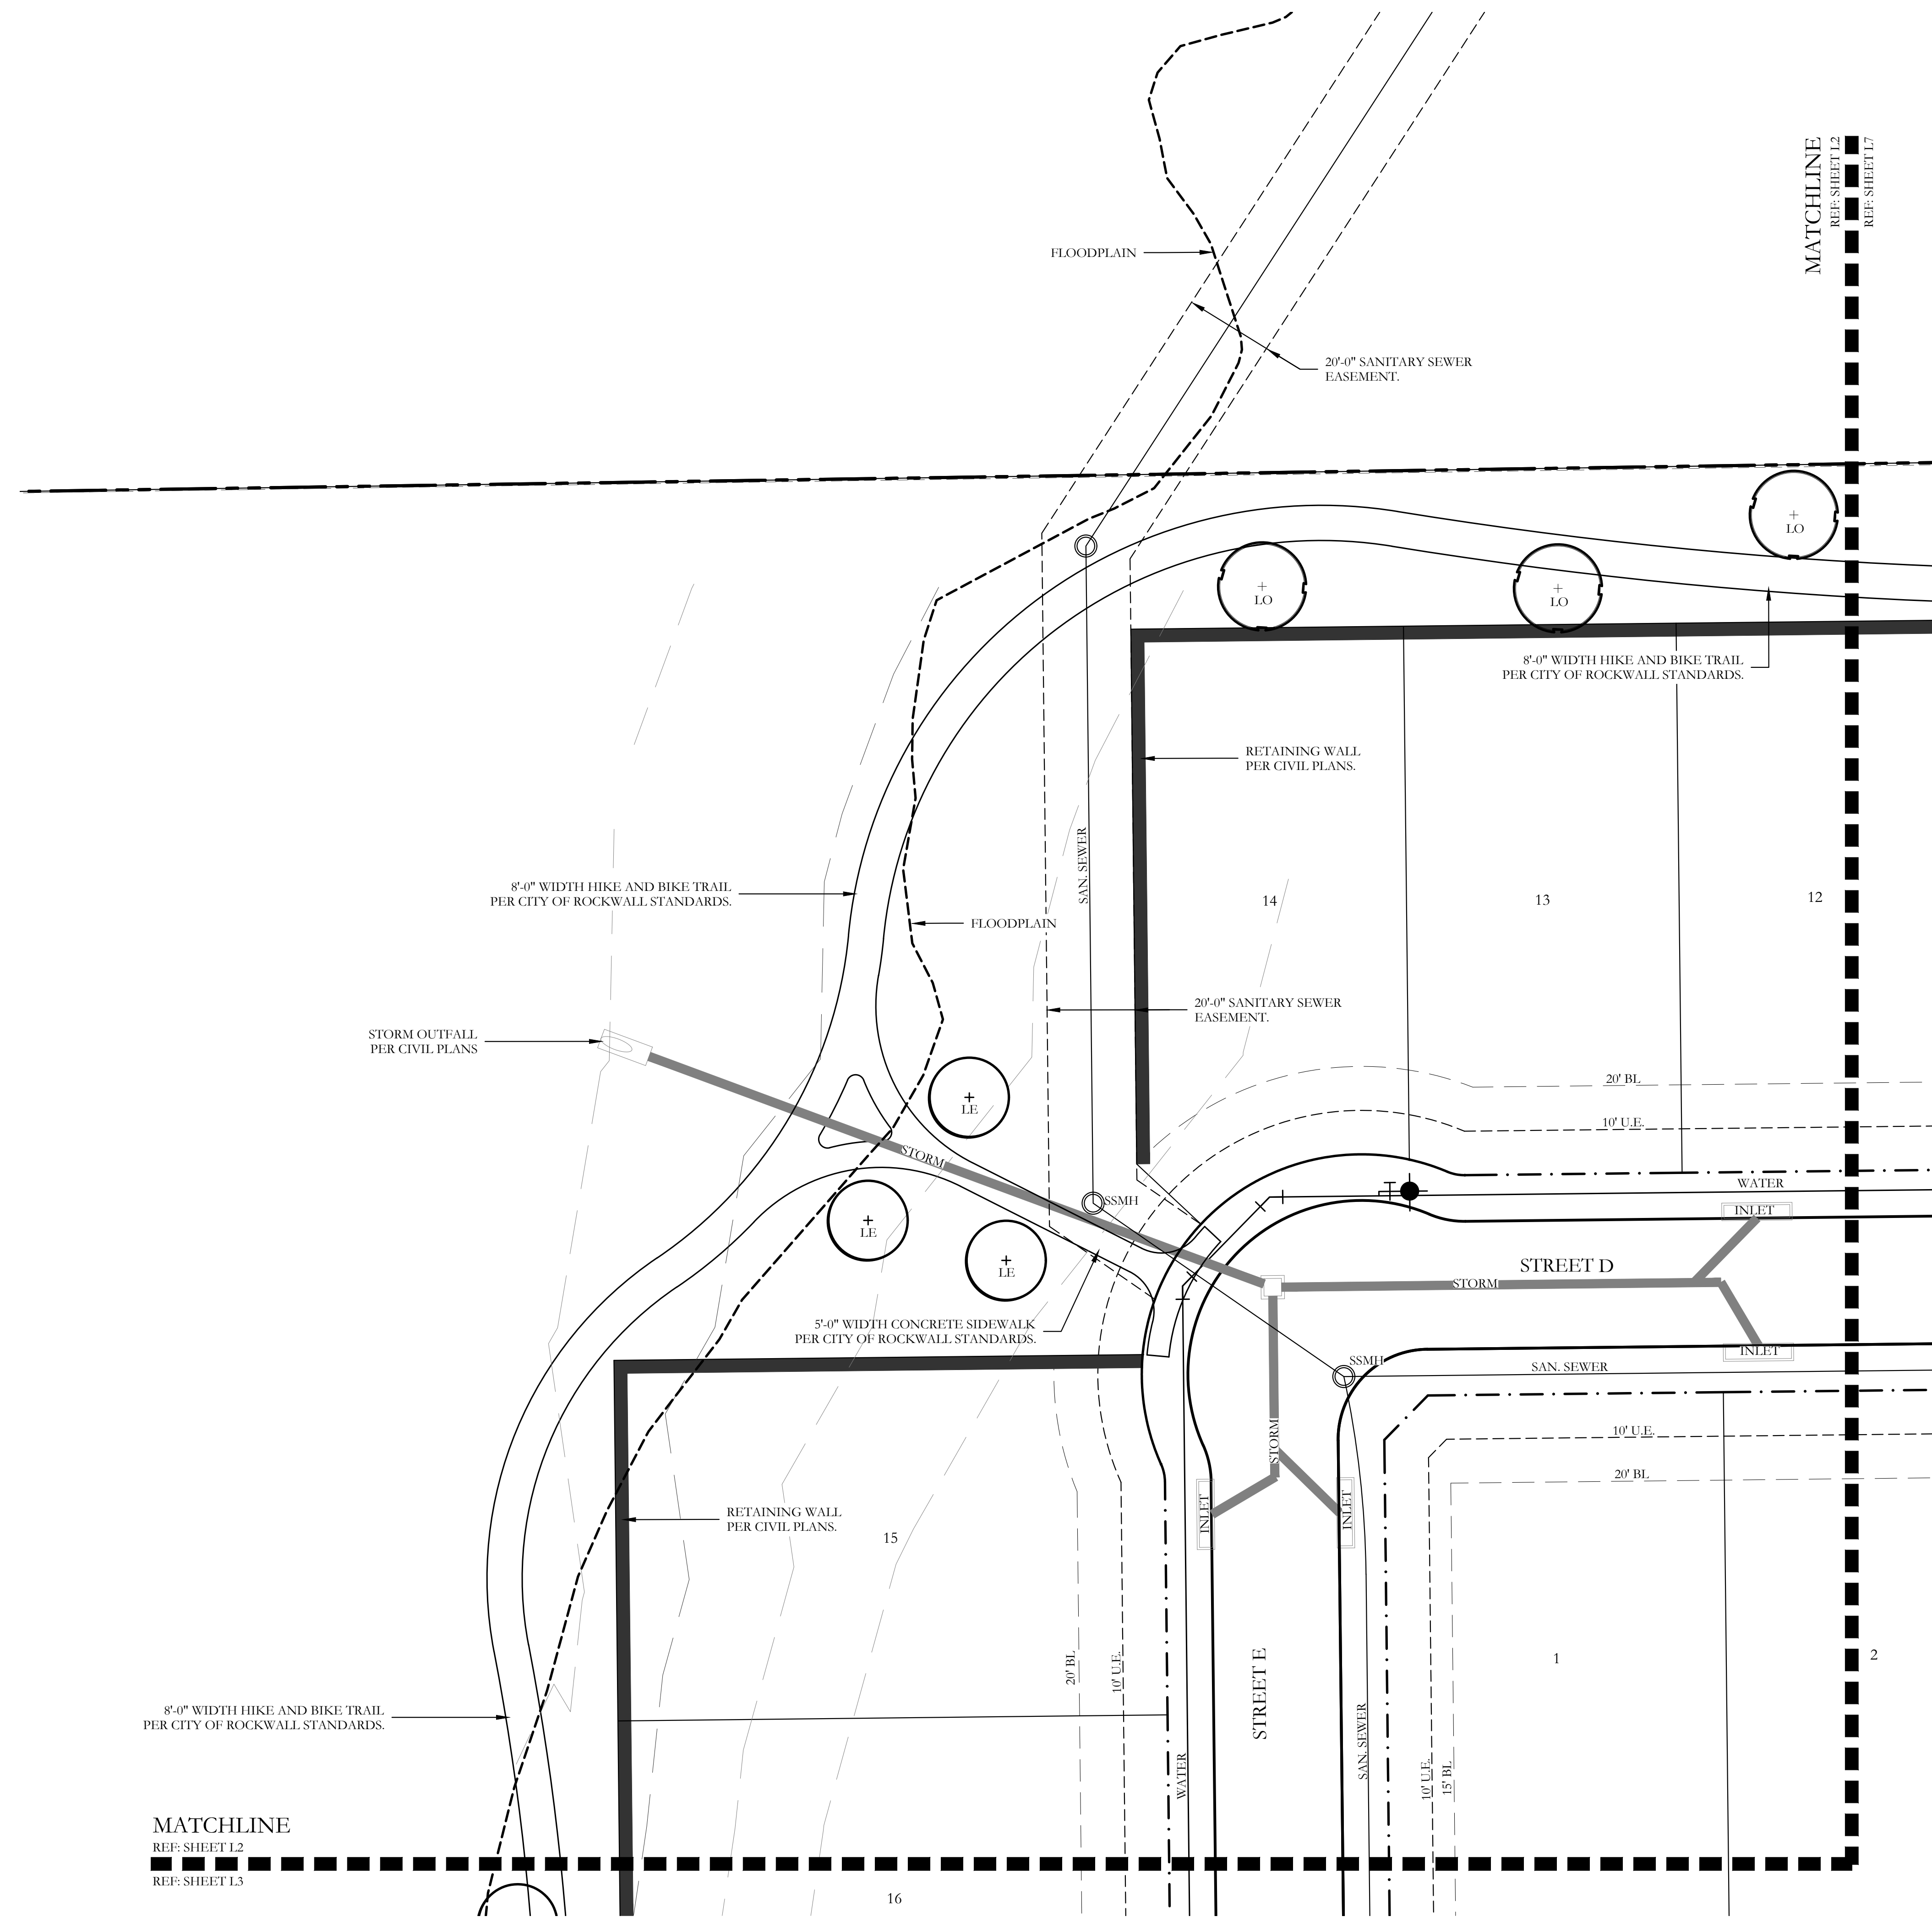 MATCHLINE
REF: SHEET L2
REF: SHEET L7
FLOODPLAIN
20'-0" SANITARY SEWER
EASEMENT.
LO
LO
LO
8'-0" WIDTH HIKE AND BIKE TRAIL
PER CITY OF ROCKWALL STANDARDS.
RETAINING WALL
PER CIVIL PLANS.
SAN. SEWER
8'-0" WIDTH HIKE AND BIKE TRAIL
PER CITY OF ROCKWALL STANDARDS.
14
13
12
FLOODPLAIN
20'-0" SANITARY SEWER
EASEMENT.
STORM OUTFALL
PER CIVIL PLANS
20' BL
10' U.E.
LE
STORM
WATER
SSMH
INLET
LE
LE
STREET D
STORM
5'-0" WIDTH CONCRETE SIDEWALK
PER CITY OF ROCKWALL STANDARDS.
INLET
SSMH
SAN. SEWER
STORM
10' U.E.
20' BL
INLET
INLET
RETAINING WALL
PER CIVIL PLANS.
15
20' BL
10' U.E.
STREET E
1
2
8'-0" WIDTH HIKE AND BIKE TRAIL
PER CITY OF ROCKWALL STANDARDS.
WATER
SAN. SEWER
10' U.E.
15' BL
MATCHLINE
REF: SHEET L2
REF: SHEET L3
16